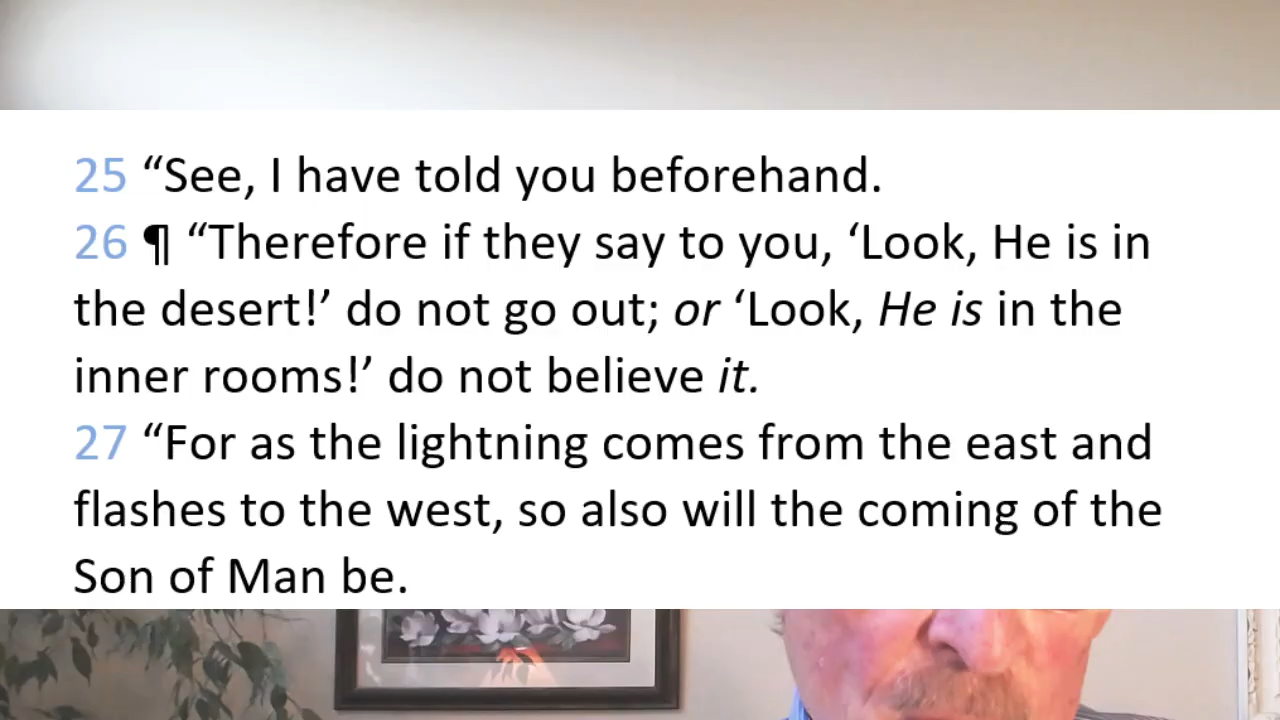 25 “See, I have told you beforehand.
26 ¶ “Therefore if they say to you, ‘Look, He is in
the desert!’ do not go out; or ‘Look, He is in the
inner rooms!’ do not believe it.
27 “For as the lightning comes from the east and
flashes to the west, so also will the coming of the
Son of Man be.